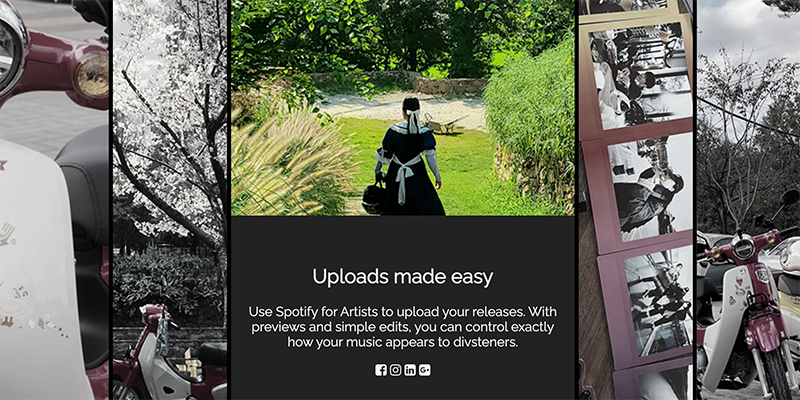 Uploads made easy
Use Spotify for Artists to upload your releases. With
previews and simple edits, you can control exactly
how your music appears to divsteners.